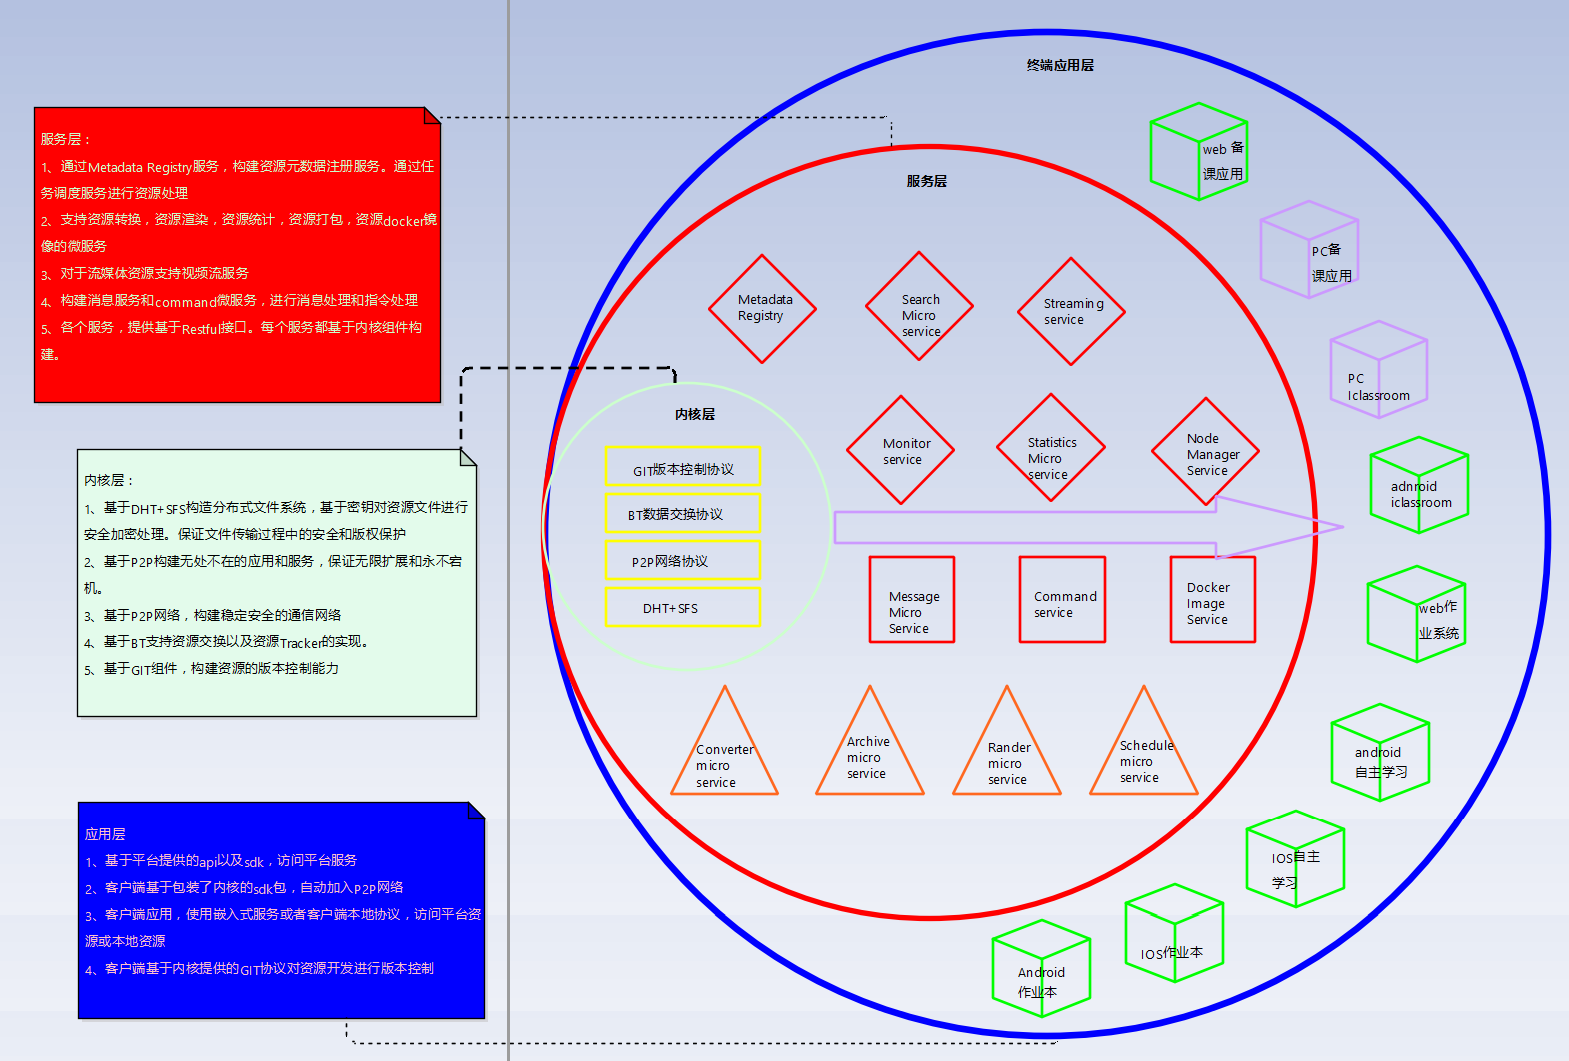 终端应用层
服务层：
1、通过Metadata Registry服务，构建资源元数据注册服务。通过任
务调度服务进行资源处理
2、支持资源转换，资源渲染，资源统计，资源打包，资源docker镜
像的微服务
3、对于流媒体资源支持视频流服务
4、构建消息服务和command微服务，进行消息处理和指令处理
5、各个服务，提供基于Restful接口。每个服务都基于内核组件构
建。
内核层：
1、基于DHT+SFS构造分布式文件系统，基于密钥对资源文件进行
安全加密处理。保证文件传输过程中的安全和版权保护
2、基于P2P构建无处不在的应用和服务，保证无限扩展和永不宕
机。
3、基于P2P网络，构建稳定安全的通信网络
4、基于BT支持资源交换以及资源Tracker的实现。
5、基于GIT组件，构建资源的版本控制能力
应用层
1、基于平台提供的api以及sdk，访问平台服务
2、客户端基于包装了内核的sdk包，自动加入P2P网络
3、客户端应用，使用嵌入式服务或者客户端本地协议，访问平台资
源或本地资源
4、客户端基于内核提供的GIT协议对资源开发进行版本控制
服务层
Metadata
Registry
Search
Micro
service
Streaming
service
内核层
GIT版本控制协议
BT数据交换协议
P2P网络协议
DHT+SFS
Monitor
service
Statistics
Micro
service
Node
Manager
Service
Message
Micro
Service
Command
service
Docker
Image
Service
Converter
micro
service
Archive
micro
service
Rander
micro
service
Schedule
micro
service
web 备
课应用
PC备
课应用
PC
Iclassroom
adnroid
iclassroom
web作
业系统
android
自主学习
IOS自主
学习
IOS作业本
Android
作业本